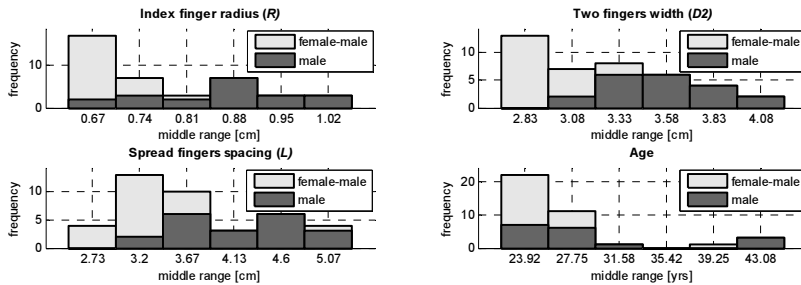 Index finger radius (R)
frequency
10
0
female-male
male
0.67 0.74 0.81 0.88 0.95 1.02
middle range [cm]
Two fingers width (D2)
frequency
10
5
0
female-male
male
2.83 3.08 3.33 3.58 3.83 4.08
middle range [cm]
Spread fingers spacing (L)
frequency
10
5
0
female-male
male
2.73 3.2 3.67 4.13 4.6 5.07
middle range [cm]
Age
frequency
20
10
0
female-male
male
23.92 27.75 31.58 35.42 39.25 43.08
middle range [yrs]